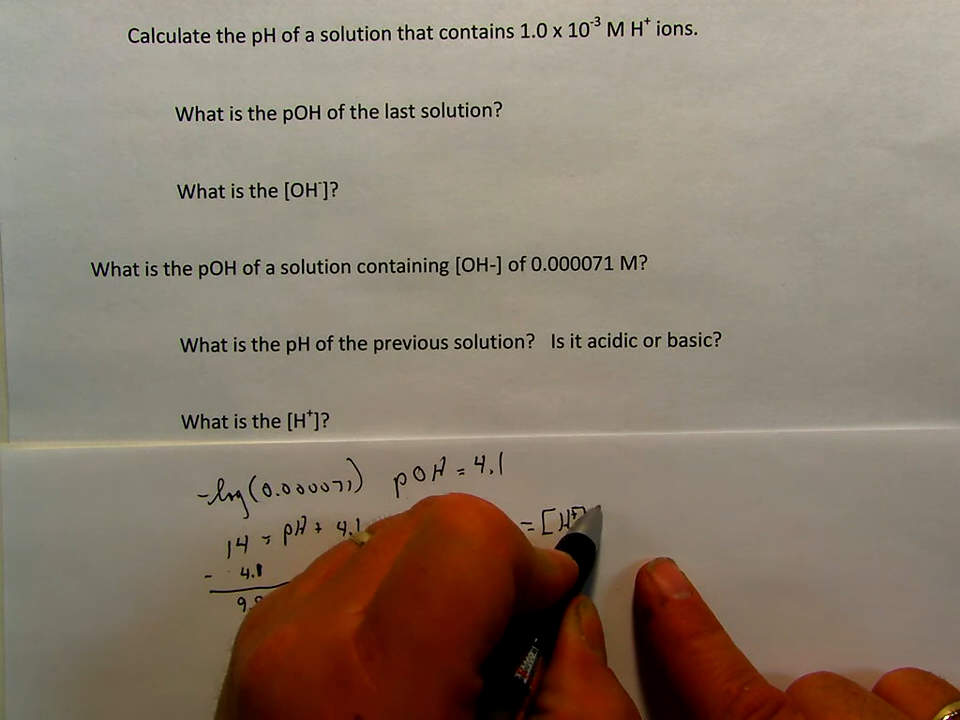 Calculate the pH of a solution that contains 1.0 x 10⁻³ M H⁺ ions.
What is the pOH of the last solution?
What is the [OH⁻]?
What is the pOH of a solution containing [OH-] of 0.000071 M?
What is the pH of the previous solution? Is it acidic or basic?
What is the [H⁺]?
-log(0.000071) pOH = 4.1
14 = pH + 4.1 = [H⁺]
- 4.1
9.